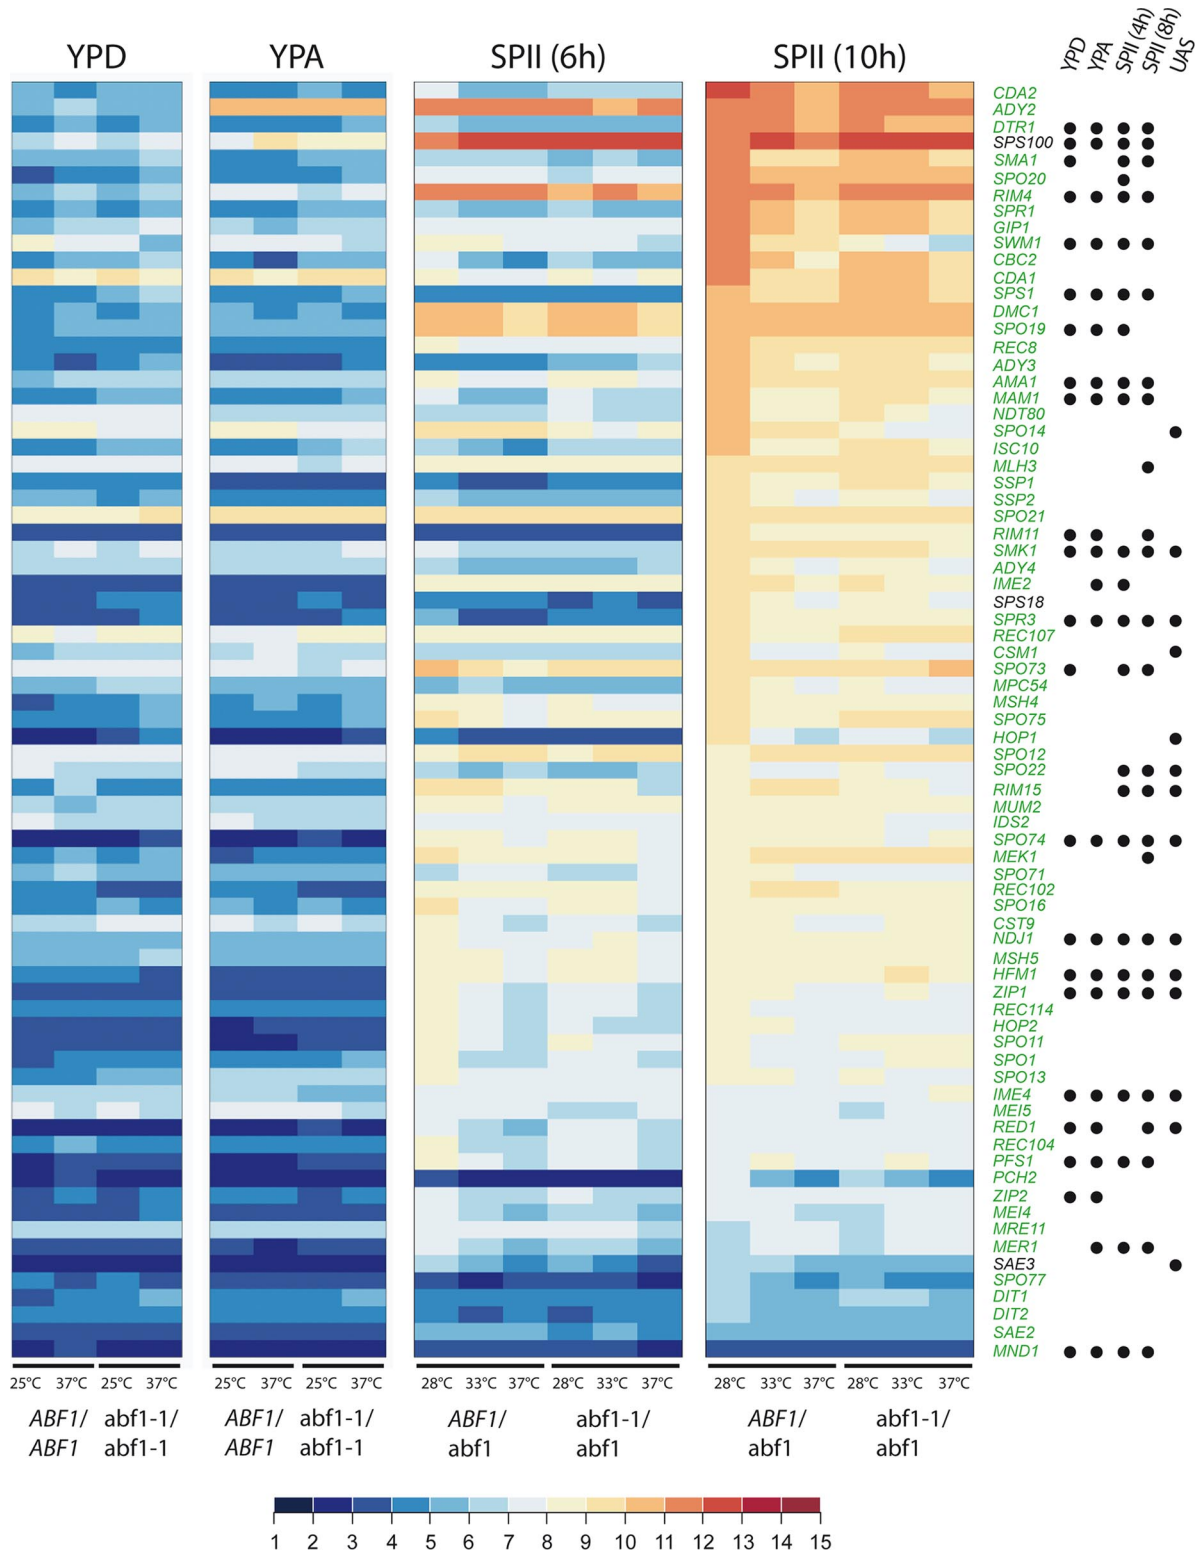 YPD YPA SPII (6h) SPII (10h) YPD YPA SPII (4h) SPII (8h) UAS
CDA2
ADY2
DTR1
SPS100
SMA1
SPO20
RIM4
SPR1
GIP1
SWM1
CBC2
CDA1
SPS1
DMC1
SPO19
REC8
ADY3
AMA1
MAM1
NDT80
SPO14
ISC10
MLH3
SSP1
SSP2
SPO21
RIM11
SMK1
ADY4
IME2
SPS18
SPR3
REC107
CSM1
SPO73
MPC54
MSH4
SPO75
HOP1
SPO12
SPO22
RIM15
MUM2
IDS2
SPO74
MEK1
SPO71
REC102
SPO16
CST9
NDJ1
MSH5
HFM1
ZIP1
REC114
HOP2
SPO11
SPO1
SPO13
IME4
MEI5
RED1
REC104
PFS1
PCH2
ZIP2
MEI4
MRE11
MER1
SAE3
SPO77
DIT1
DIT2
SAE2
MND1
25°C 37°C 25°C 37°C 25°C 37°C 25°C 37°C 28°C 33°C 37°C 28°C 33°C 37°C 28°C 33°C 37°C 28°C 33°C 37°C
ABF1/ abf1-1/ ABF1/ abf1-1/ ABF1/ abf1-1/ ABF1/ abf1-1/
ABF1 abf1-1 ABF1 abf1-1 abf1 abf1 abf1 abf1
1 2 3 4 5 6 7 8 9 10 11 12 13 14 15